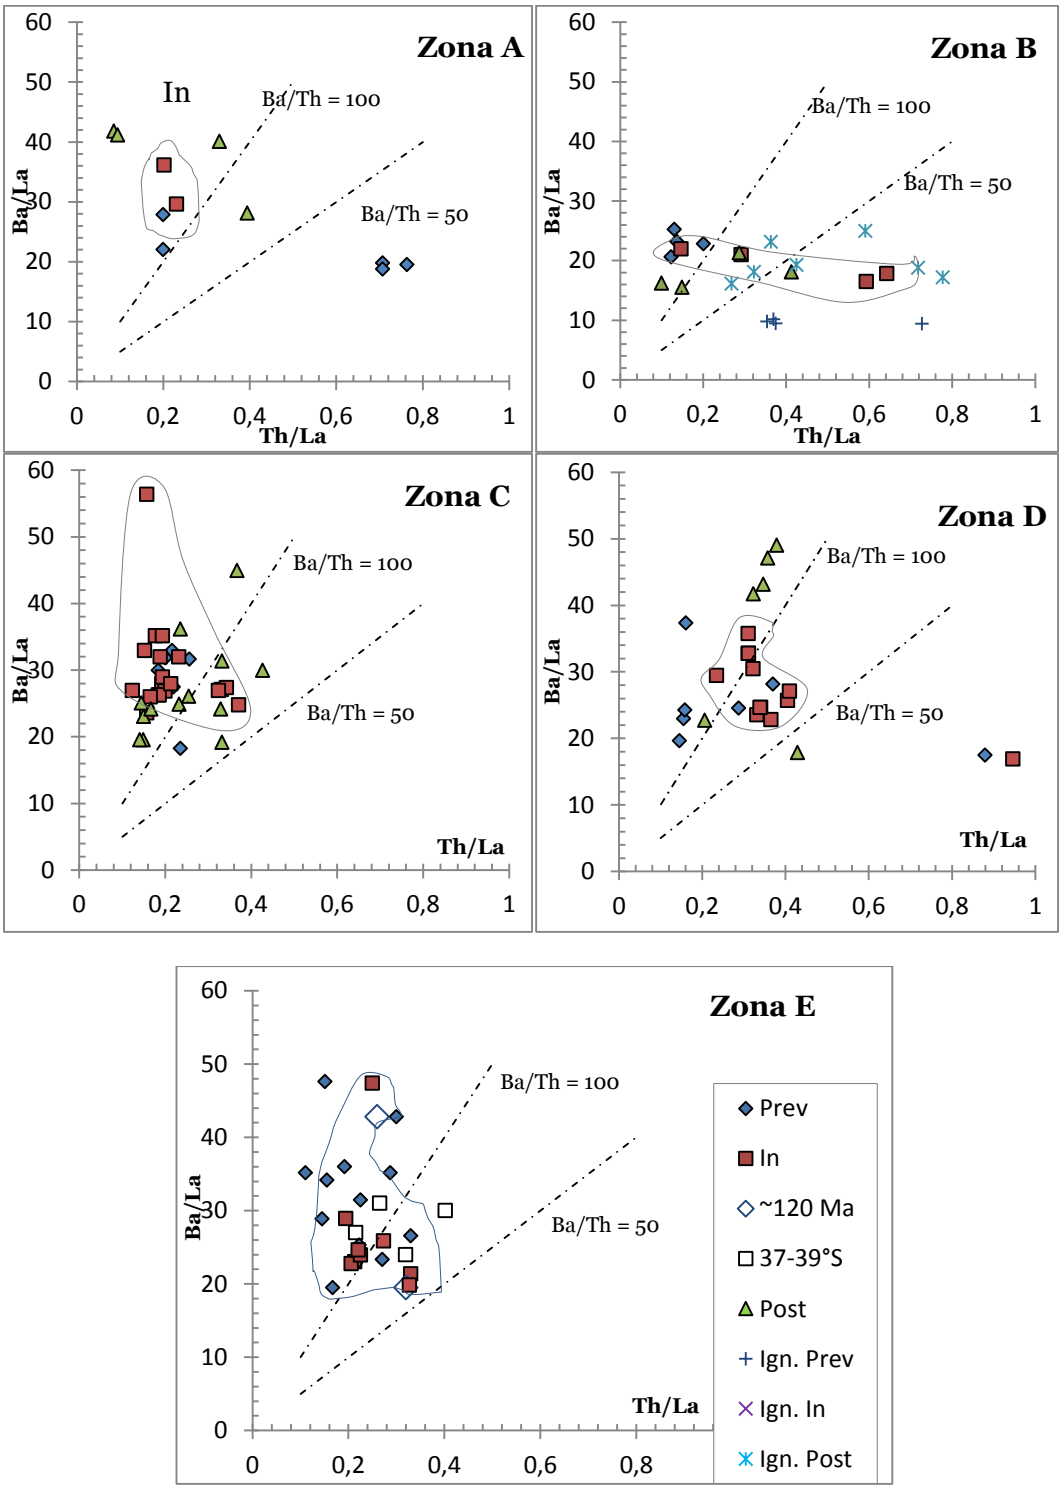 Zona A
60
50
40
30
20
10
0
Ba/La
In
Ba/Th = 100
Ba/Th = 50
0
0,2
0,4
0,6
0,8
1
Th/La
Zona B
60
50
40
30
20
10
0
Ba/La
Ba/Th = 100
Ba/Th = 50
0
0,2
0,4
0,6
0,8
1
Th/La
Zona C
60
50
40
30
20
10
0
Ba/La
Ba/Th = 100
Ba/Th = 50
Th/La
0
0,2
0,4
0,6
0,8
1
Zona D
60
50
40
30
20
10
0
Ba/La
Ba/Th = 100
Ba/Th = 50
Th/La
0
0,2
0,4
0,6
0,8
1
Zona E
60
50
40
30
20
10
0
Ba/La
Ba/Th = 100
Ba/Th = 50
Th/La
0
0,2
0,4
0,6
0,8
Prev
In
~120 Ma
37-39°S
Post
Ign. Prev
Ign. In
Ign. Post